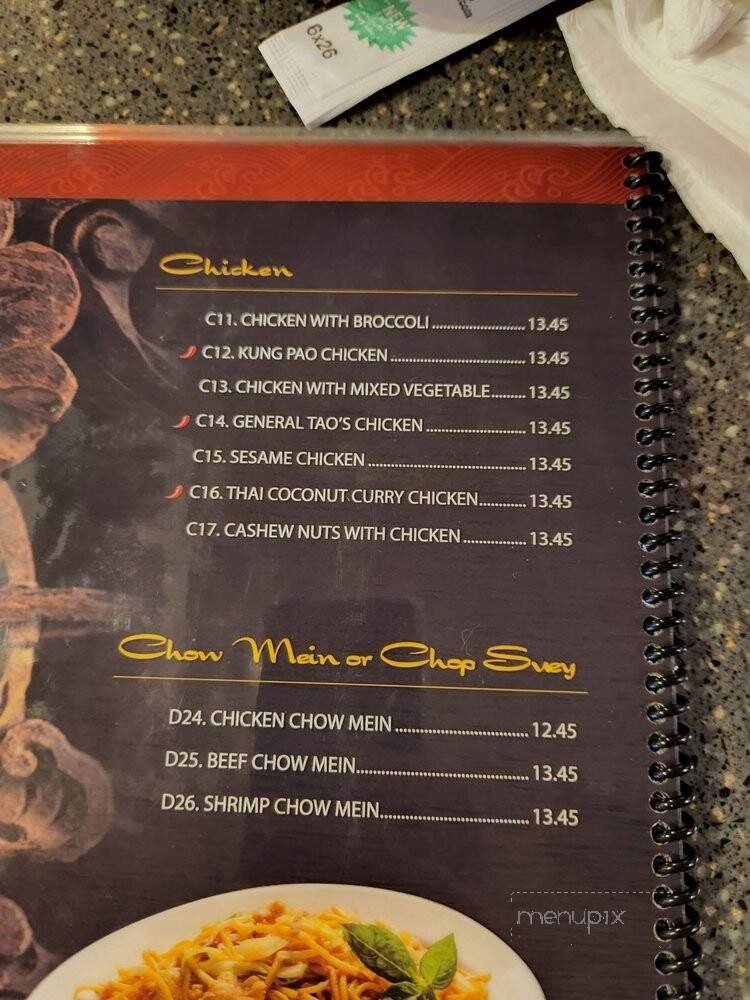 NEW
6x26
Chicken
C11. CHICKEN WITH BROCCOLI 13.45
C12. KUNG PAO CHICKEN 13.45
C13. CHICKEN WITH MIXED VEGETABLE 13.45
C14. GENERAL TAO'S CHICKEN 13.45
C15. SESAME CHICKEN 13.45
C16. THAI COCONUT CURRY CHICKEN 13.45
C17. CASHEW NUTS WITH CHICKEN 13.45
Chow Mein or Chop Suey
D24. CHICKEN CHOW MEIN 12.45
D25. BEEF CHOW MEIN 13.45
D26. SHRIMP CHOW MEIN 13.45
menupix